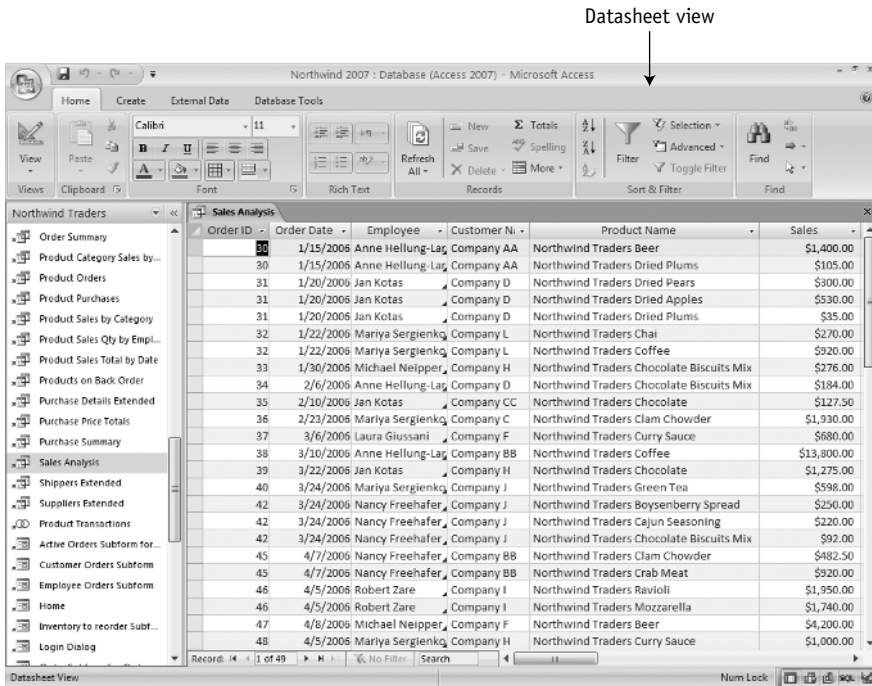 Datasheet view
Northwind 2007 : Database (Access 2007) - Microsoft Access
Home Create External Data Database Tools
Calibri 11
View Paste B I U A Refresh All New Save Delete Σ Totals Spelling More Filter Selection Advanced Toggle Filter Find
Views Clipboard Font Rich Text Records Sort & Filter Find
Northwind Traders
Order Summary
Product Category Sales by...
Product Orders
Product Purchases
Product Sales by Category
Product Sales Qty by Empl...
Product Sales Total by Date
Products on Back Order
Purchase Details Extended
Purchase Price Totals
Purchase Summary
Sales Analysis
Shippers Extended
Suppliers Extended
Product Transactions
Active Orders Subform for...
Customer Orders Subform
Employee Orders Subform
Home
Inventory to reorder Subf...
Login Dialog
Sales Analysis
Order ID Order Date Employee Customer Na Product Name Sales
30 1/15/2006 Anne Hellung-Lar Company AA Northwind Traders Beer $1,400.00
30 1/15/2006 Anne Hellung-Lar Company AA Northwind Traders Dried Plums $105.00
31 1/20/2006 Jan Kotas Company D Northwind Traders Dried Pears $300.00
31 1/20/2006 Jan Kotas Company D Northwind Traders Dried Apples $530.00
31 1/20/2006 Jan Kotas Company D Northwind Traders Dried Plums $35.00
32 1/22/2006 Mariya Sergienko Company L Northwind Traders Chai $270.00
32 1/22/2006 Mariya Sergienko Company L Northwind Traders Coffee $920.00
33 1/30/2006 Michael Neipper Company H Northwind Traders Chocolate Biscuits Mix $276.00
34 2/6/2006 Anne Hellung-Lar Company D Northwind Traders Chocolate Biscuits Mix $184.00
35 2/10/2006 Jan Kotas Company CC Northwind Traders Chocolate $127.50
36 2/23/2006 Mariya Sergienko Company C Northwind Traders Clam Chowder $1,930.00
37 3/6/2006 Laura Giussani Company F Northwind Traders Curry Sauce $680.00
38 3/10/2006 Anne Hellung-Lar Company BB Northwind Traders Coffee $13,800.00
39 3/22/2006 Jan Kotas Company H Northwind Traders Chocolate $1,275.00
40 3/24/2006 Mariya Sergienko Company J Northwind Traders Green Tea $598.00
42 3/24/2006 Nancy Freehafer Company J Northwind Traders Boysenberry Spread $250.00
42 3/24/2006 Nancy Freehafer Company J Northwind Traders Cajun Seasoning $220.00
42 3/24/2006 Nancy Freehafer Company J Northwind Traders Chocolate Biscuits Mix $92.00
45 4/7/2006 Nancy Freehafer Company BB Northwind Traders Clam Chowder $482.50
45 4/7/2006 Nancy Freehafer Company BB Northwind Traders Crab Meat $920.00
46 4/5/2006 Robert Zare Company I Northwind Traders Ravioli $1,950.00
46 4/5/2006 Robert Zare Company I Northwind Traders Mozzarella $1,740.00
47 4/8/2006 Michael Neipper Company F Northwind Traders Beer $4,200.00
48 4/5/2006 Mariya Sergienko Company H Northwind Traders Curry Sauce $1,000.00
Record: 1 of 49 No Filter Search
Datasheet View Num Lock SQL